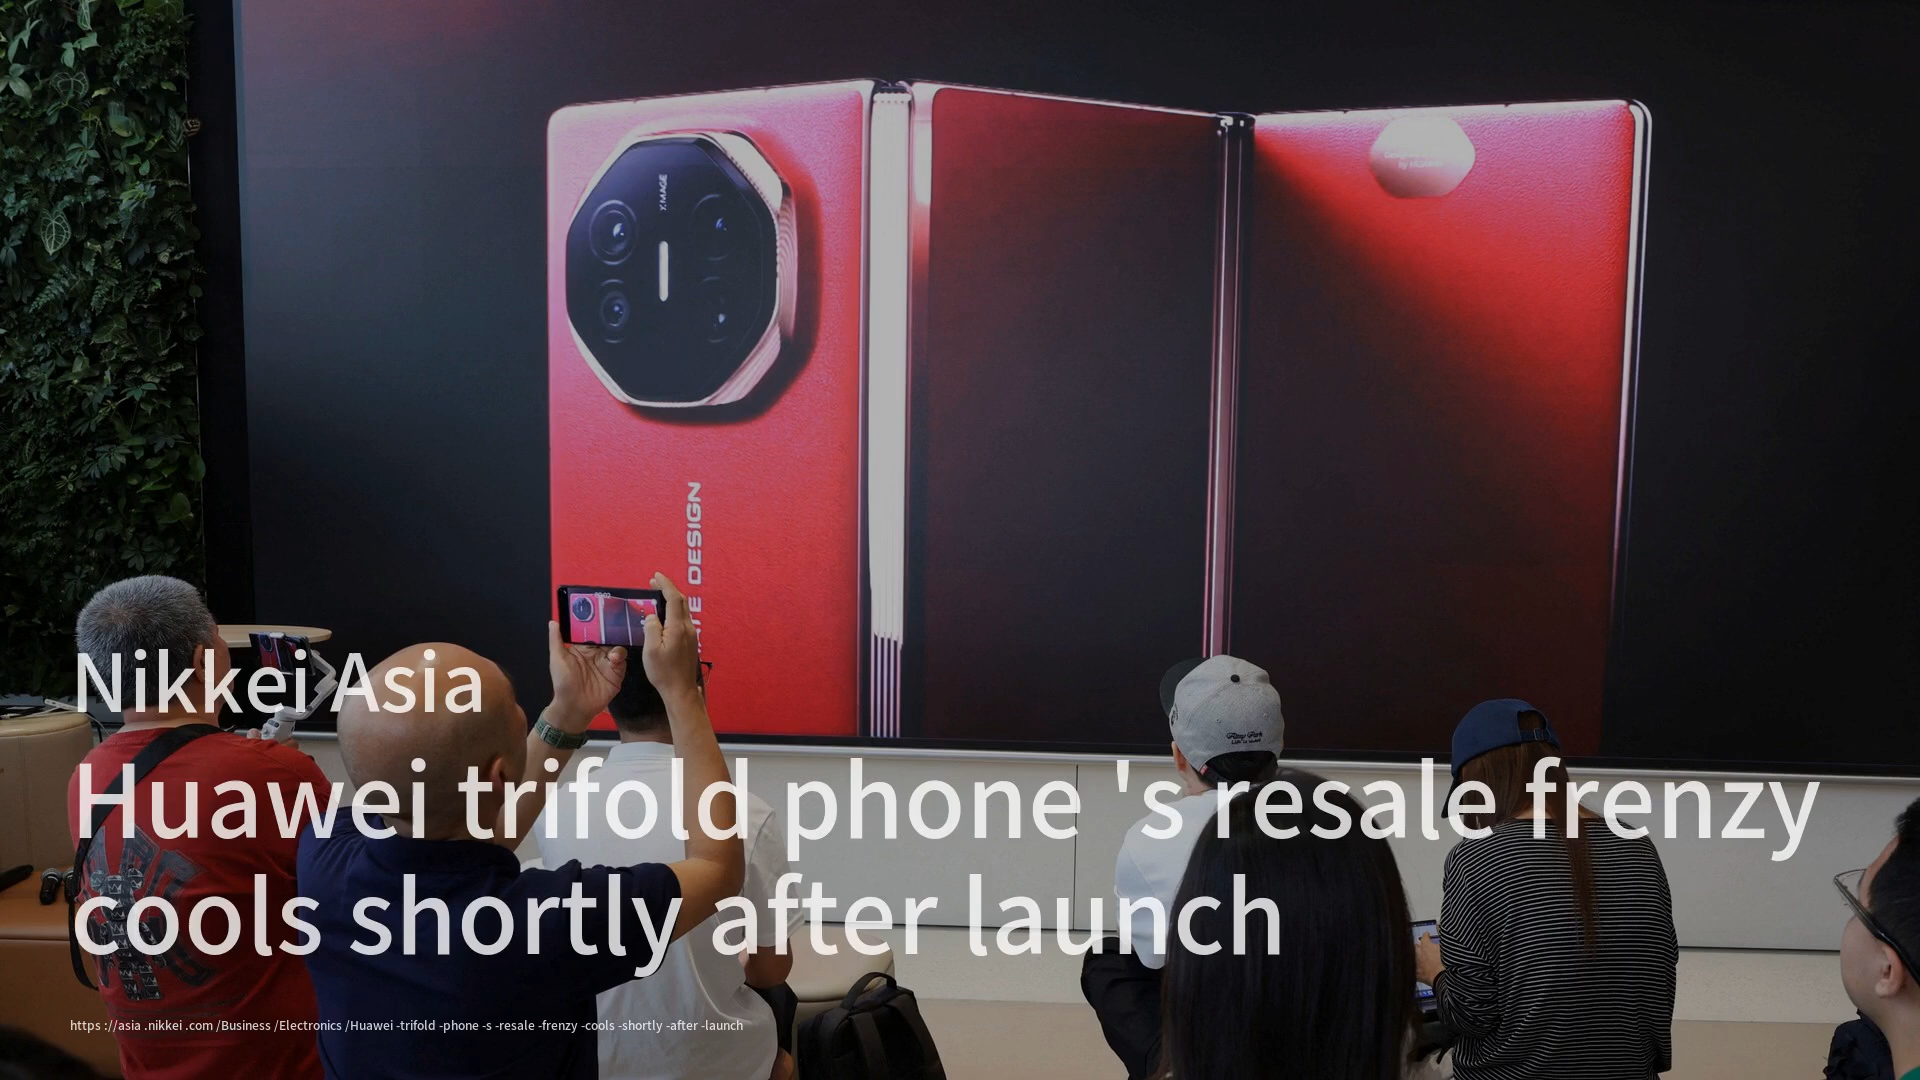 XMAGE
DESIGN
Nikkei Asia
Huawei trifold phone 's resale frenzy
cools shortly after launch
https ://asia .nikkei .com /Business /Electronics /Huawei -trifold -phone -s -resale -frenzy -cools -shortly -after -launch